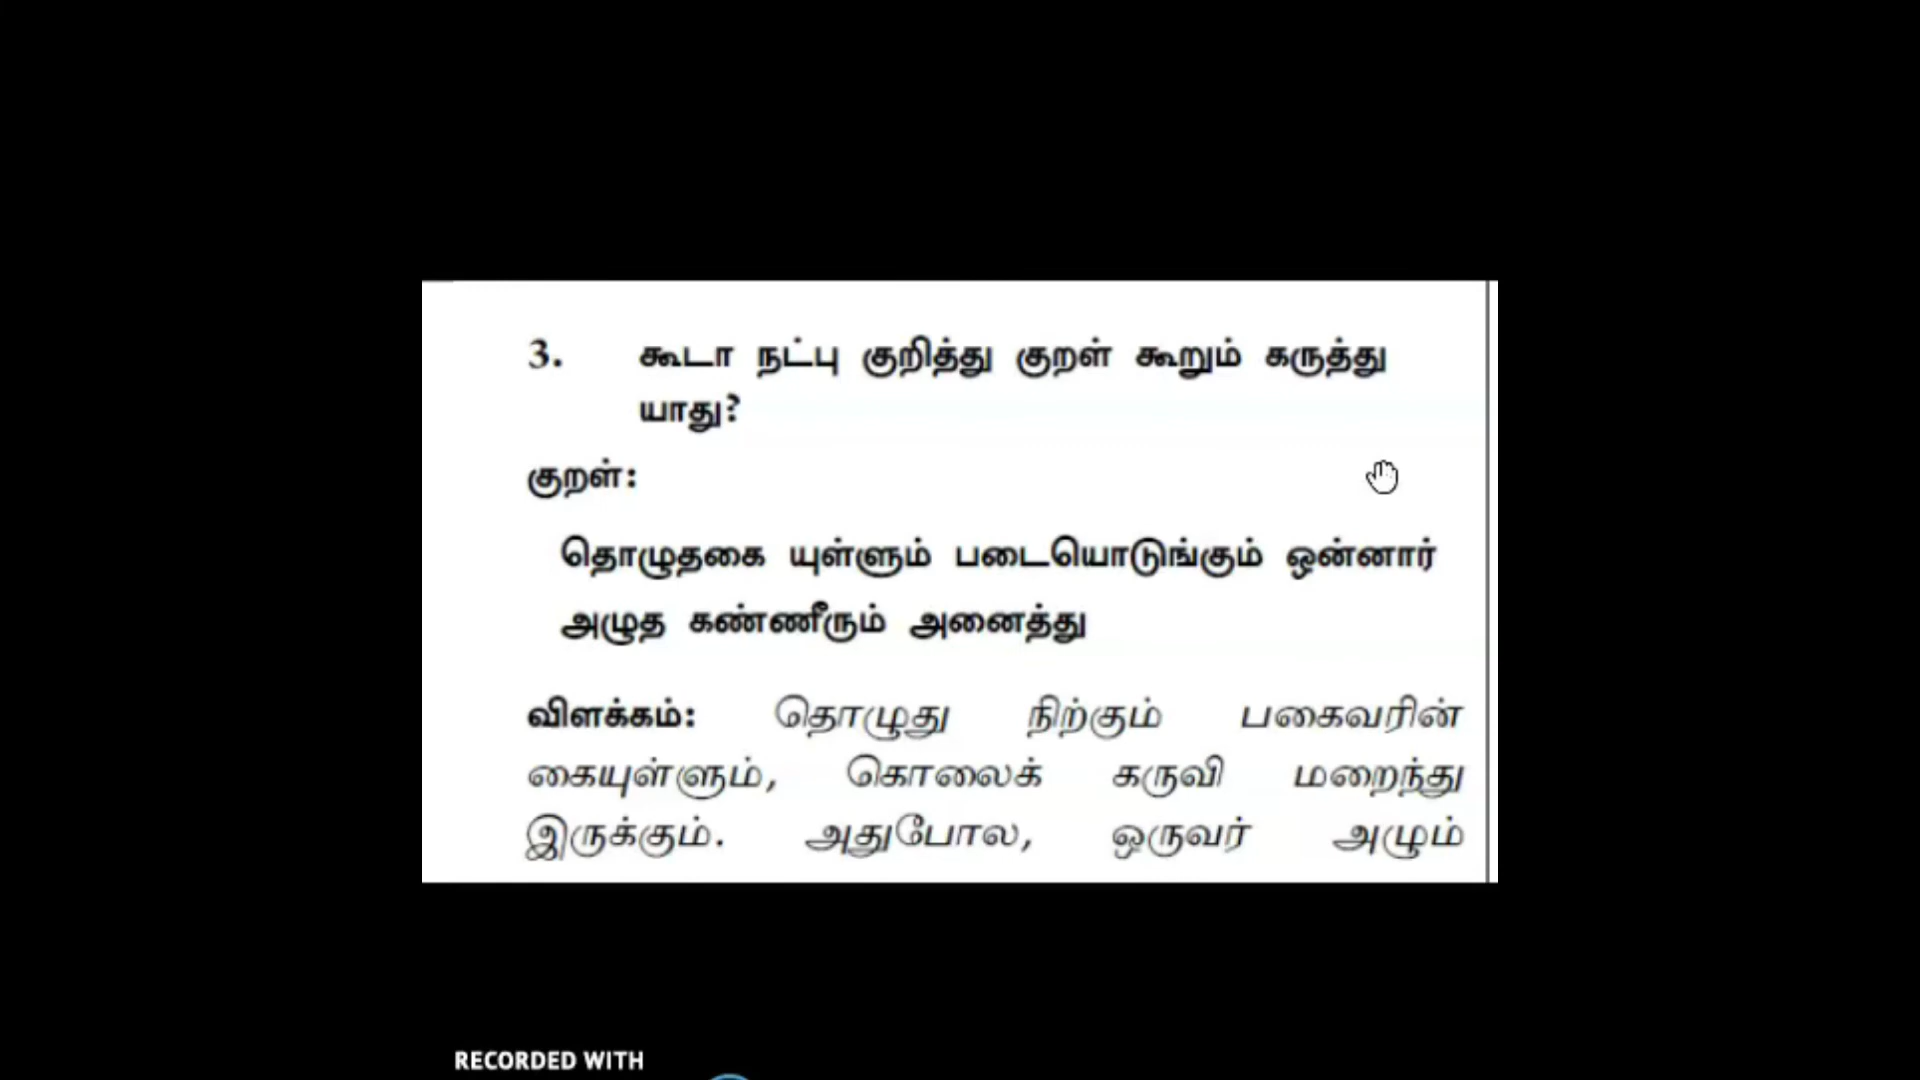 3. கூடா நட்பு குறித்து குறள் கூறும் கருத்து
யாது?
குறள்:
தொழுதகை யுள்ளும் படையொடுங்கும் ஒன்னார்
அழுத கண்ணீரும் அனைத்து
விளக்கம்: தொழுது நிற்கும் பகைவரின்
கையுள்ளும், கொலைக் கருவி மறைந்து
இருக்கும். அதுபோல, ஒருவர் அழும்
RECORDED WITH